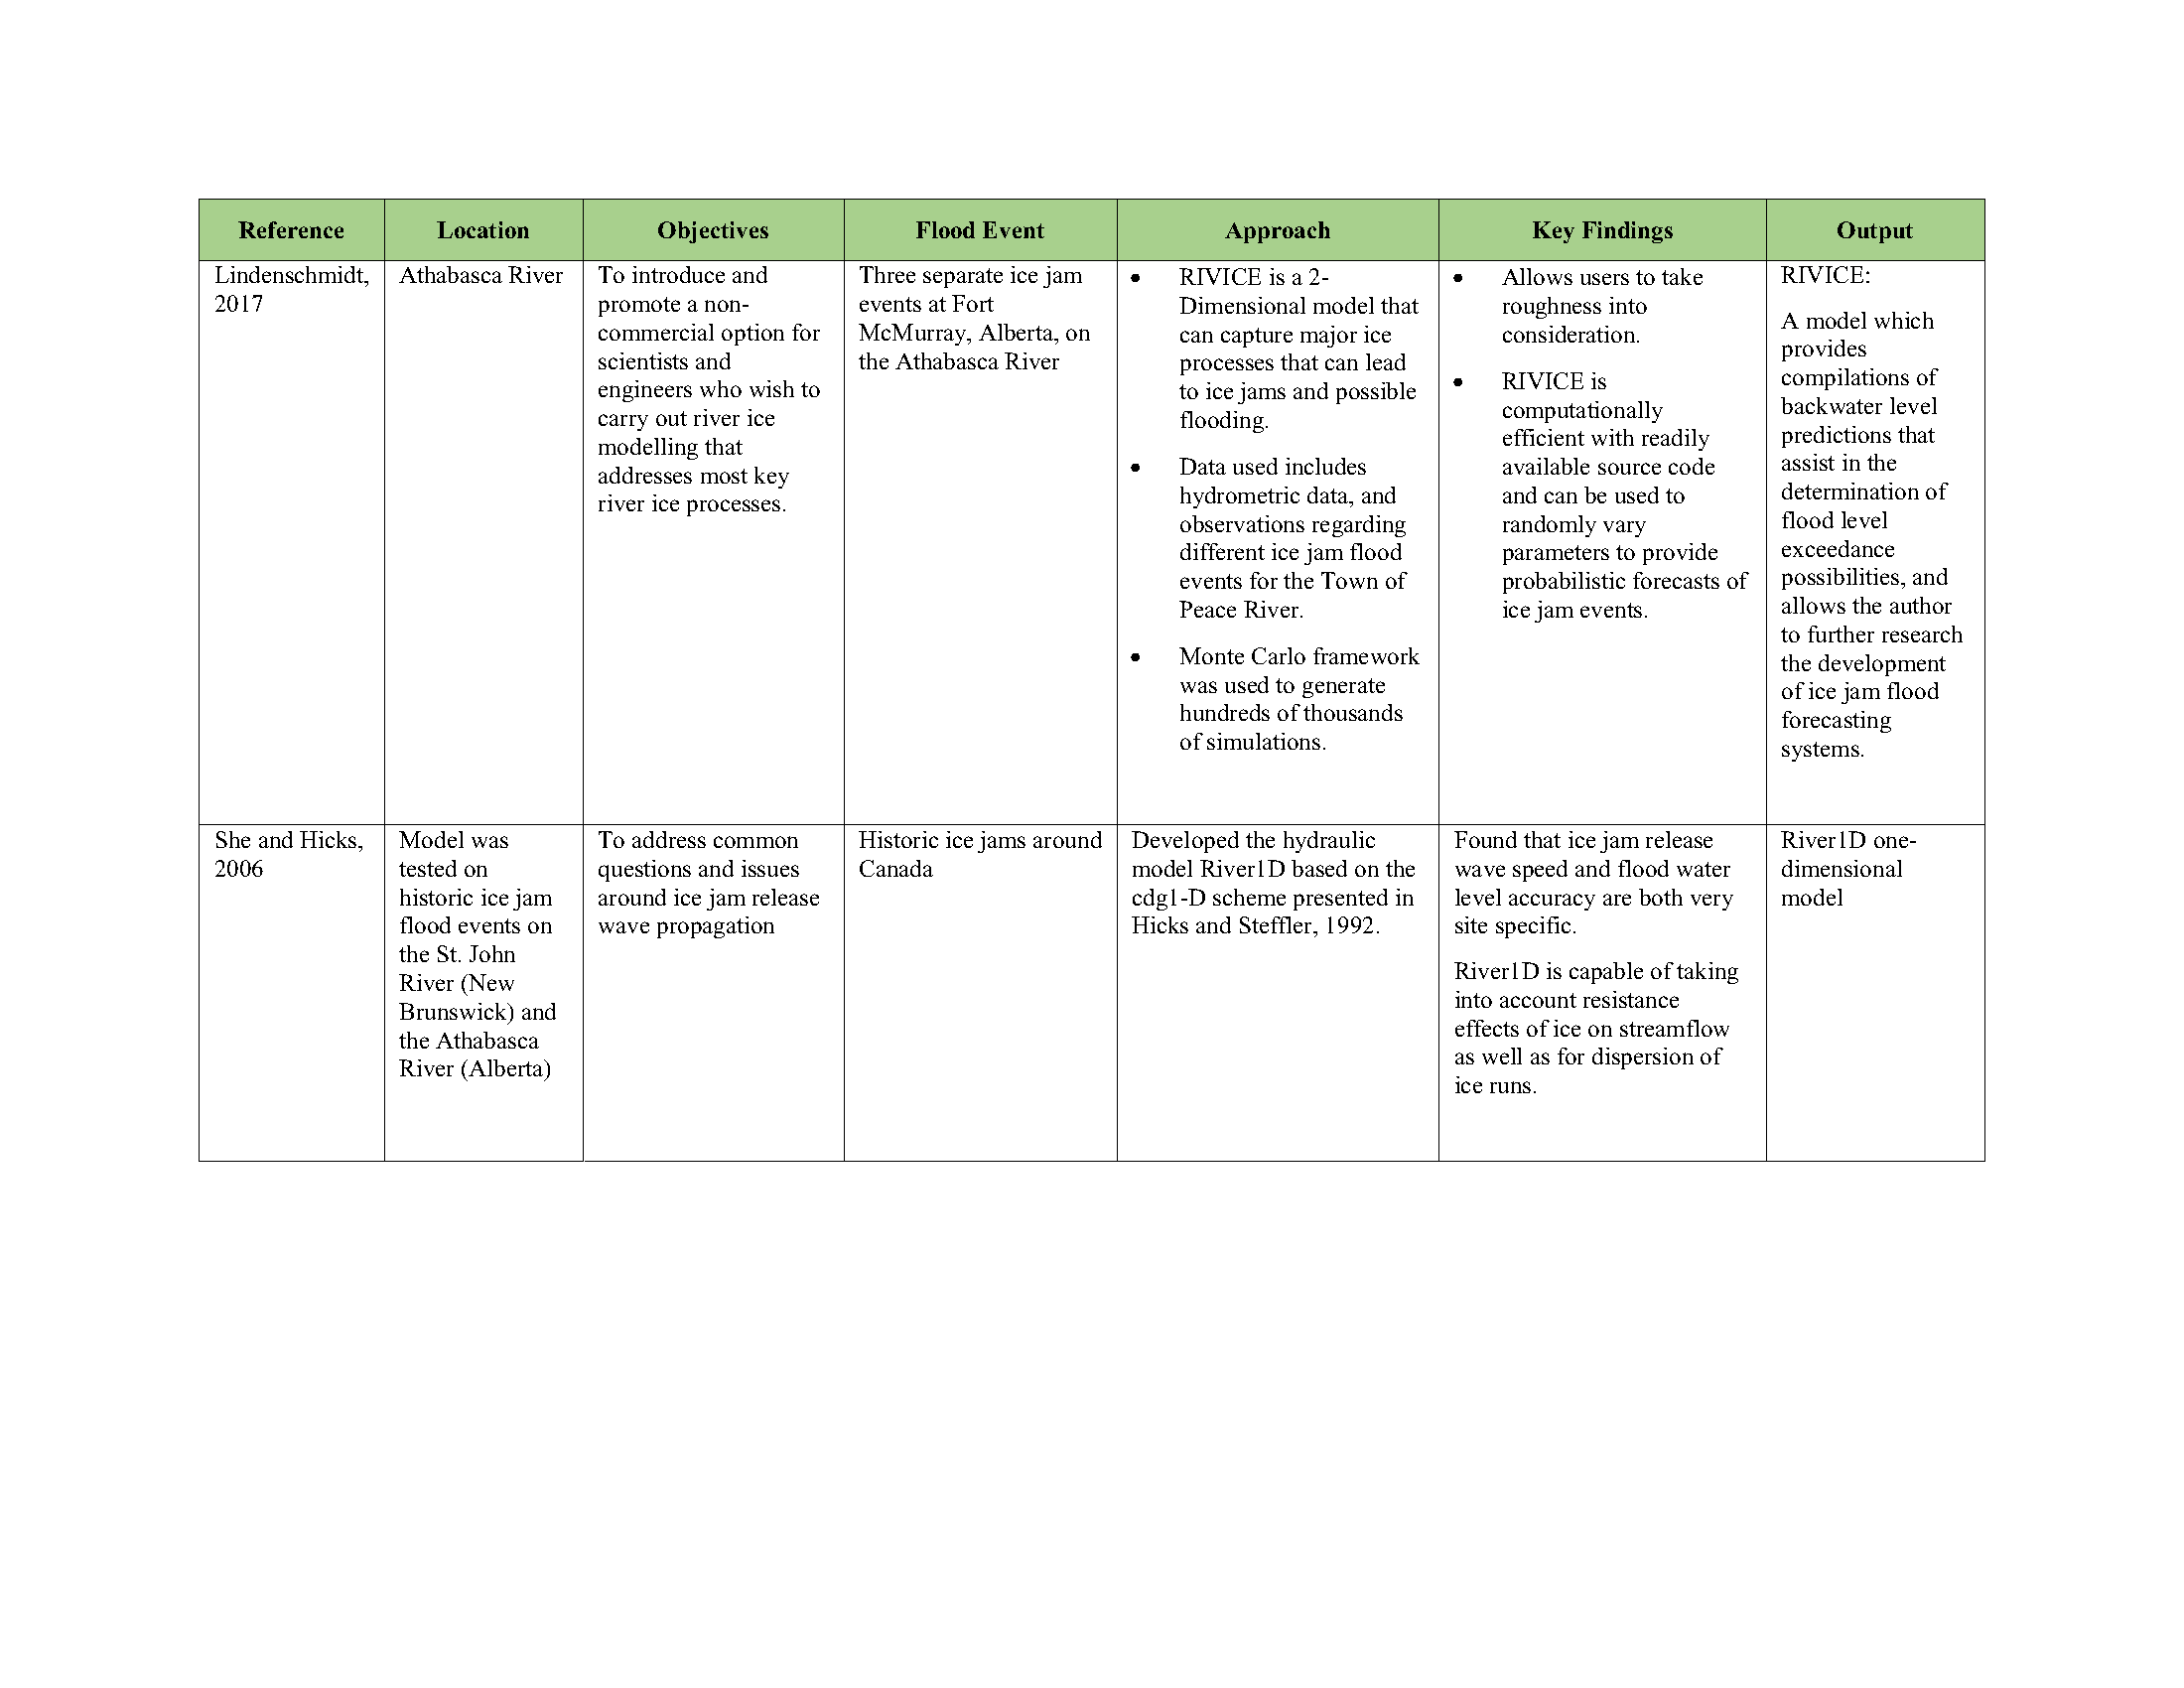 Reference
Location
Objectives
Flood Event
Approach
Key Findings
Output
Lindenschmidt,
2017
Athabasca River
To introduce and
promote a non-
commercial option for
scientists and
engineers who wish to
carry out river ice
modelling that
addresses most key
river ice processes.
Three separate ice jam
events at Fort
McMurray, Alberta, on
the Athabasca River
• RIVICE is a 2-
Dimensional model that
can capture major ice
processes that can lead
to ice jams and possible
flooding.
• Data used includes
hydrometric data, and
observations regarding
different ice jam flood
events for the Town of
Peace River.
• Monte Carlo framework
was used to generate
hundreds of thousands
of simulations.
• Allows users to take
roughness into
consideration.
• RIVICE is
computationally
efficient with readily
available source code
and can be used to
randomly vary
parameters to provide
probabilistic forecasts of
ice jam events.
RIVICE:
A model which
provides
compilations of
backwater level
predictions that
assist in the
determination of
flood level
exceedance
possibilities, and
allows the author
to further research
the development
of ice jam flood
forecasting
systems.
She and Hicks,
2006
Model was
tested on
historic ice jam
flood events on
the St. John
River (New
Brunswick) and
the Athabasca
River (Alberta)
To address common
questions and issues
around ice jam release
wave propagation
Historic ice jams around
Canada
Developed the hydraulic
model River1D based on the
cdg1-D scheme presented in
Hicks and Steffler, 1992.
Found that ice jam release
wave speed and flood water
level accuracy are both very
site specific.
River1D is capable of taking
into account resistance
effects of ice on streamflow
as well as for dispersion of
ice runs.
River1D one-
dimensional
model